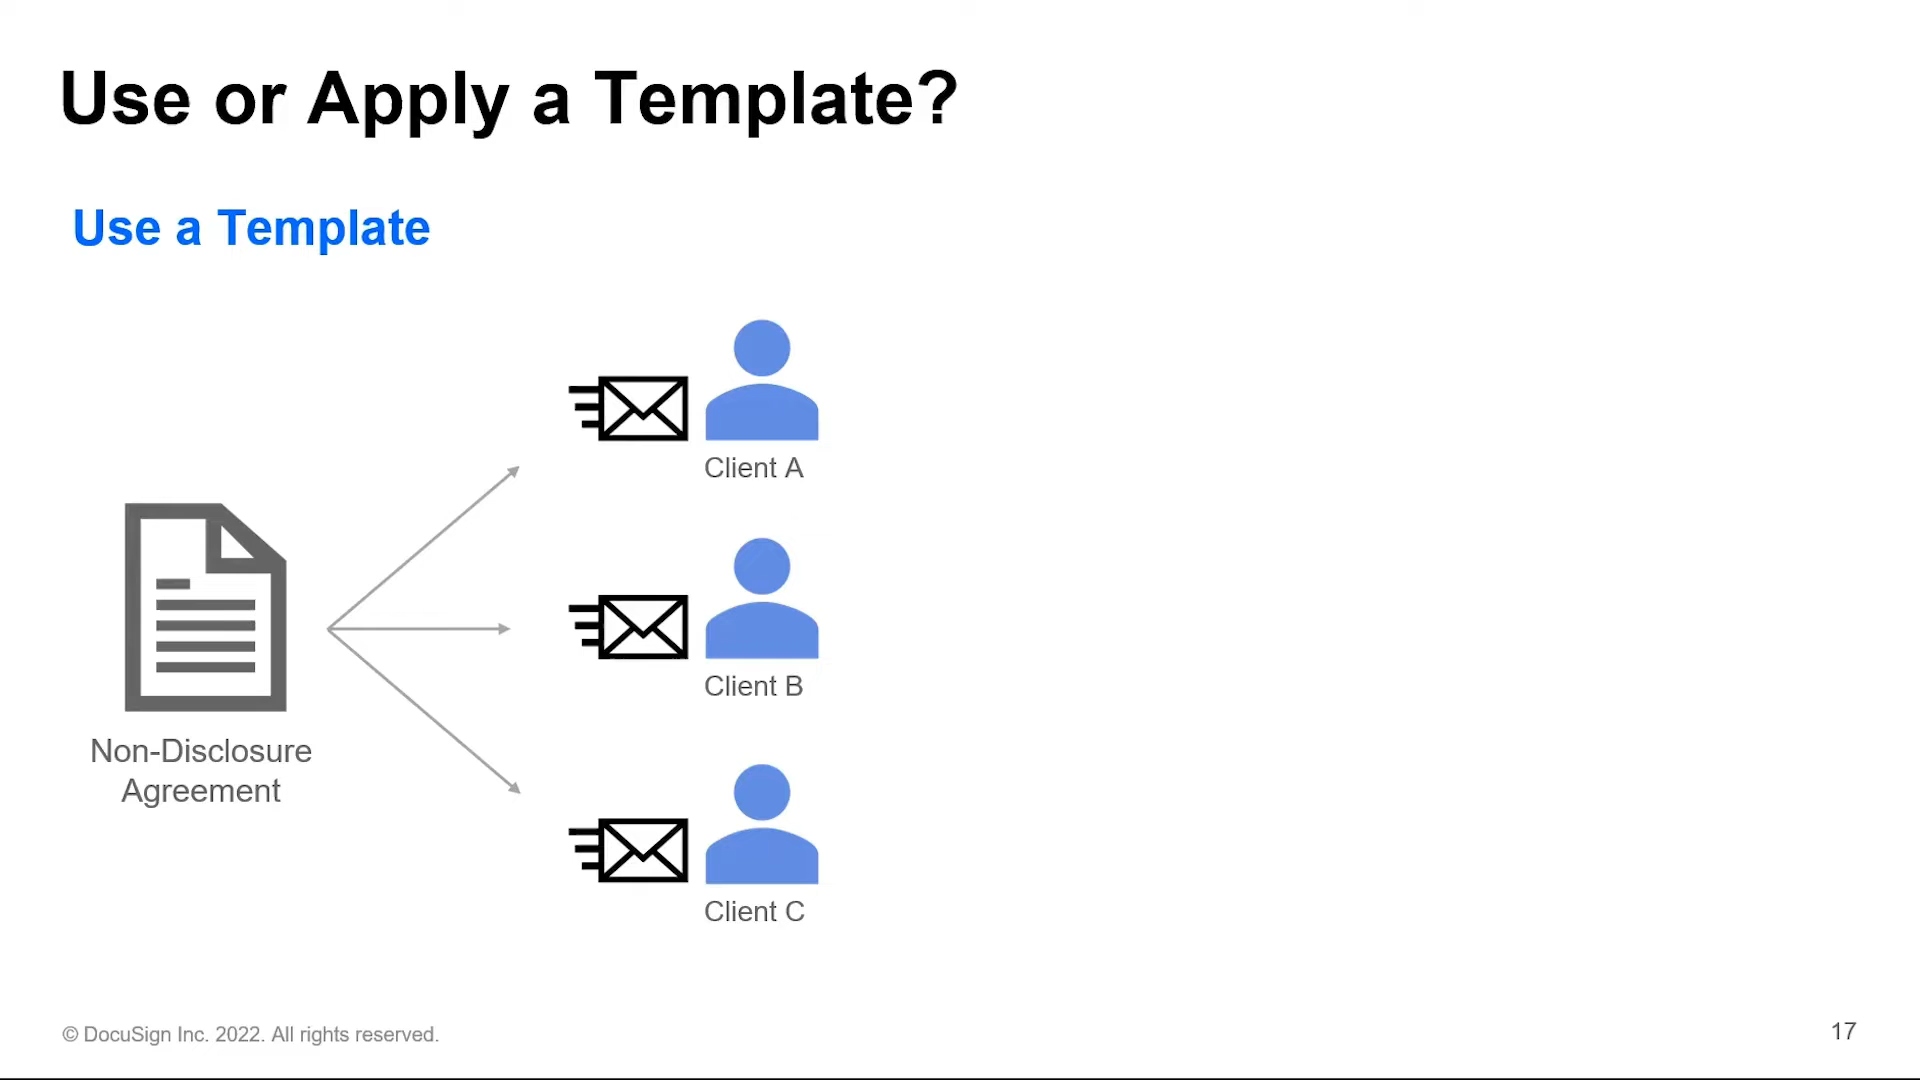 Use or Apply a Template?
Use a Template
Client A
Client B
Non-Disclosure
Agreement
Client C
© DocuSign Inc. 2022. All rights reserved.
17